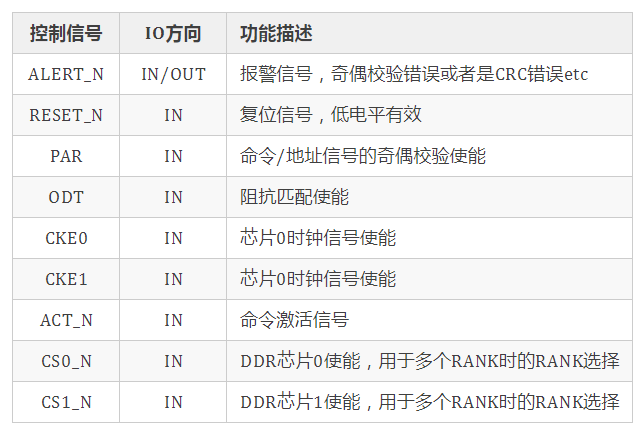 控制信号 IO方向 功能描述
ALERT_N IN/OUT 报警信号，奇偶校验错误或者是CRC错误etc
RESET_N IN 复位信号，低电平有效
PAR IN 命令/地址信号的奇偶校验使能
ODT IN 阻抗匹配使能
CKE0 IN 芯片0时钟信号使能
CKE1 IN 芯片0时钟信号使能
ACT_N IN 命令激活信号
CS0_N IN DDR芯片0使能，用于多个RANK时的RANK选择
CS1_N IN DDR芯片1使能，用于多个RANK时的RANK选择